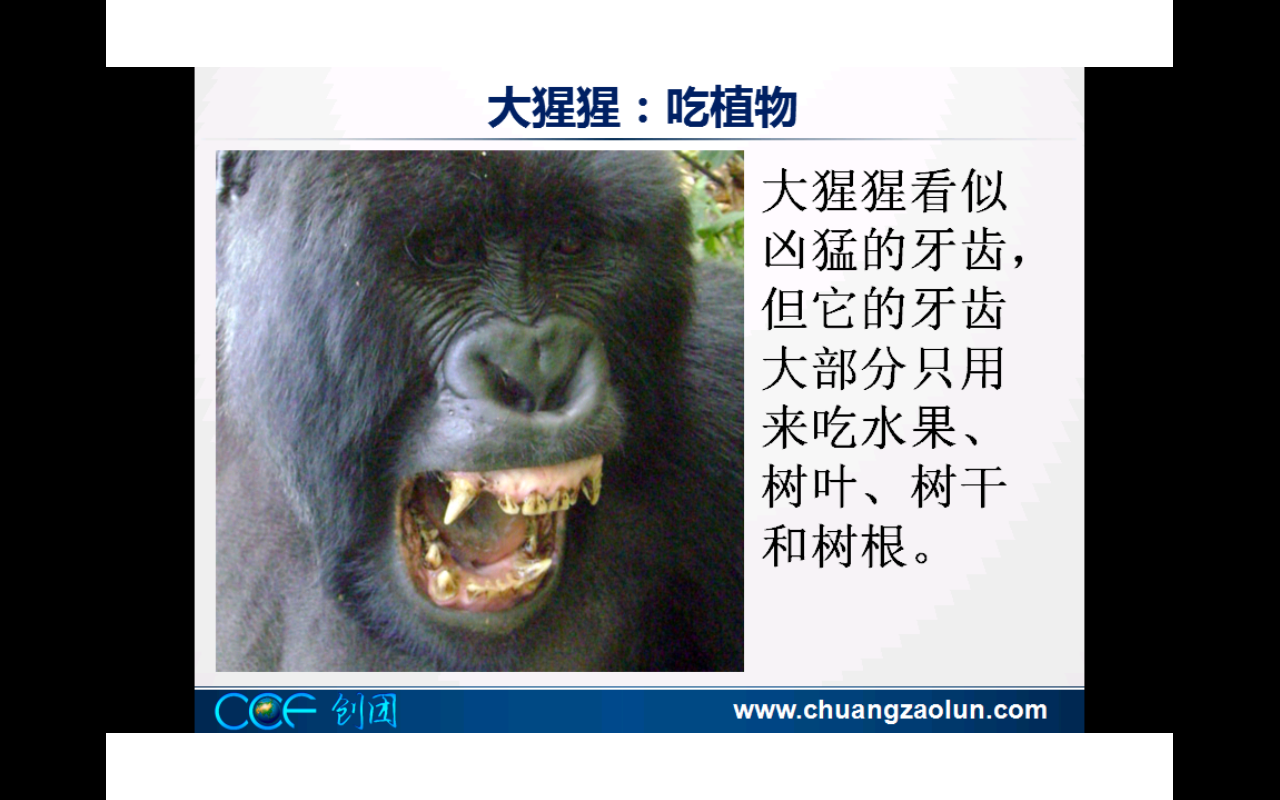 大猩猩：吃植物
大猩猩看似
凶猛的牙齿，
但它的牙齿
大部分只用
来吃水果、
树叶、树干
和树根。
CCF 创团
www.chuangzaolun.com